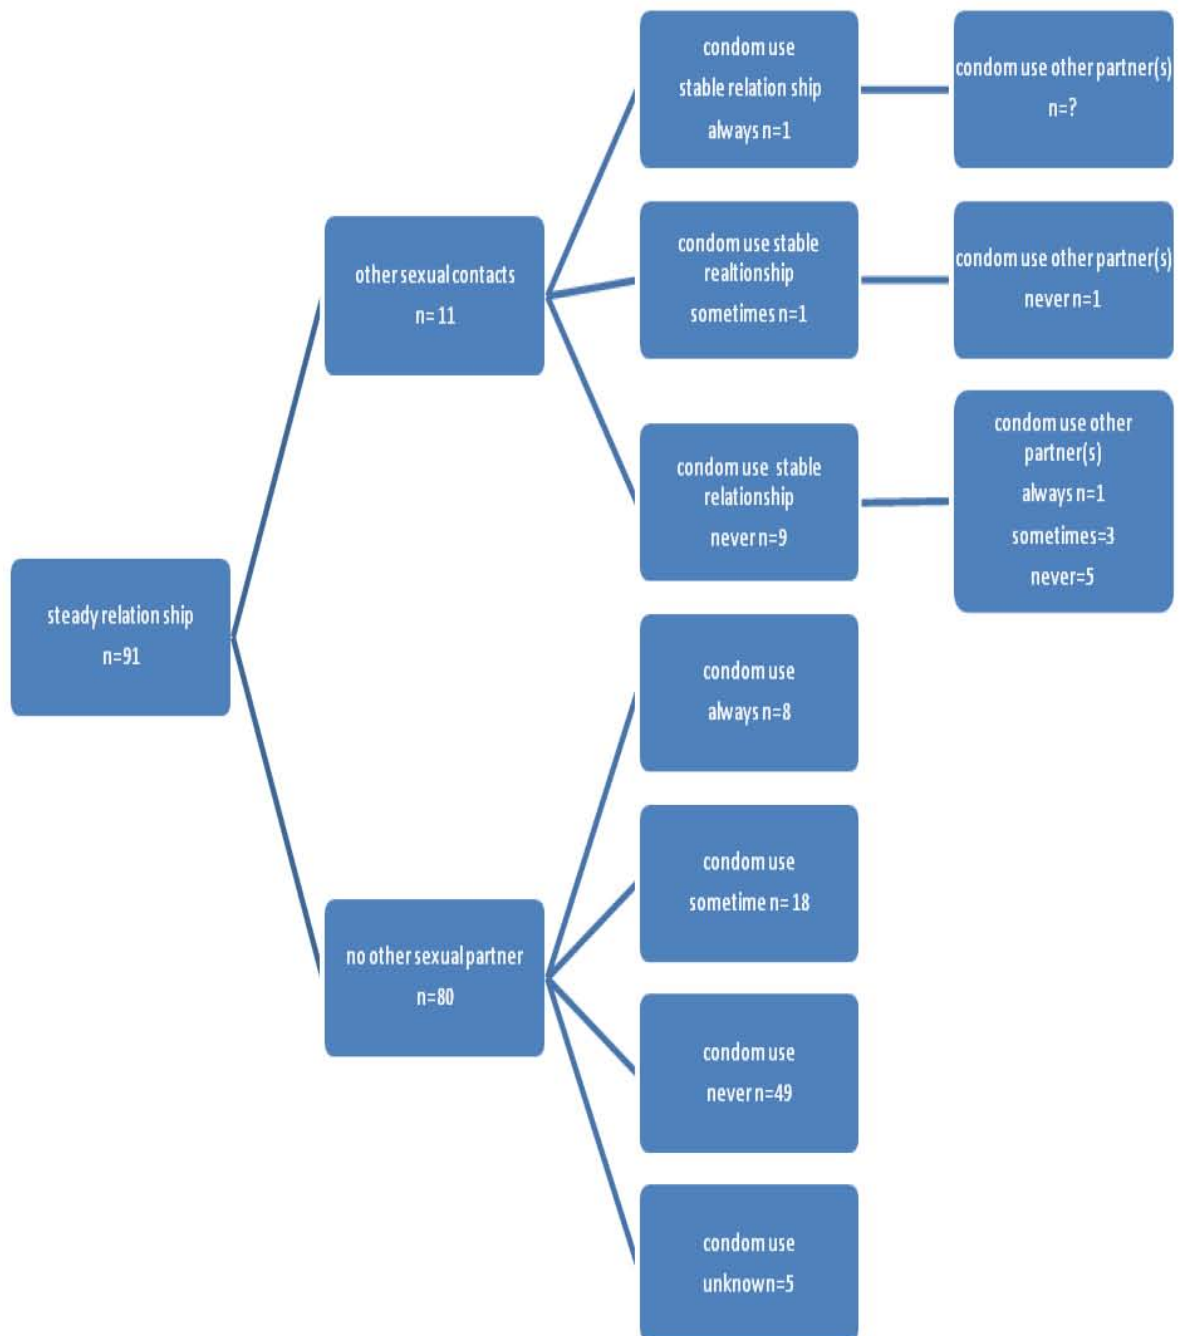 condom use
stable relation ship
always n=1
condom use other partner(s)
n=?
other sexual contacts
n= 11
condom use stable
realtionship
sometimes n=1
condom use other partner(s)
never n=1
condom use stable
relationship
never n=9
condom use other
partner(s)
always n=1
sometimes=3
never=5
steady relation ship
n=91
condom use
always n=8
condom use
sometime n= 18
no other sexual partner
n=80
condom use
never n=49
condom use
unknown=5